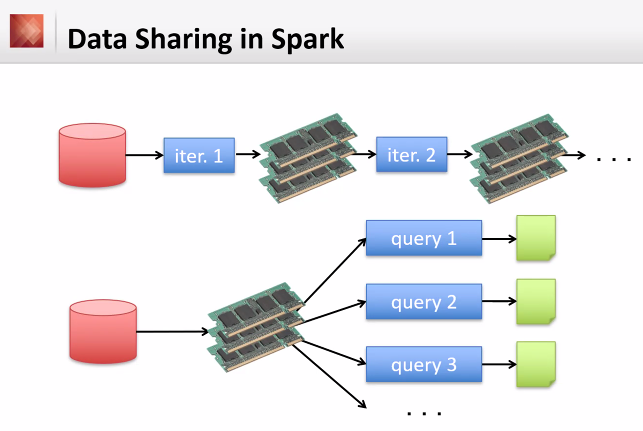 Data Sharing in Spark
iter. 1
iter. 2
. . .
query 1
query 2
query 3
. . .